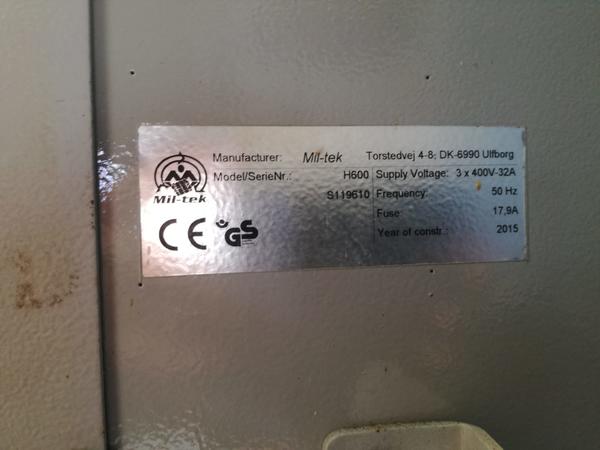 Manufacturer: Mil-tek Torstedvej 4-8, DK-6990 Ulfborg
Model/SerieNr.: H600 Supply Voltage: 3 x 400V-32A
S119610 Frequency: 50 Hz
Fuse: 17,9A
Year of constr.: 2015
Mil-tek
CE GS